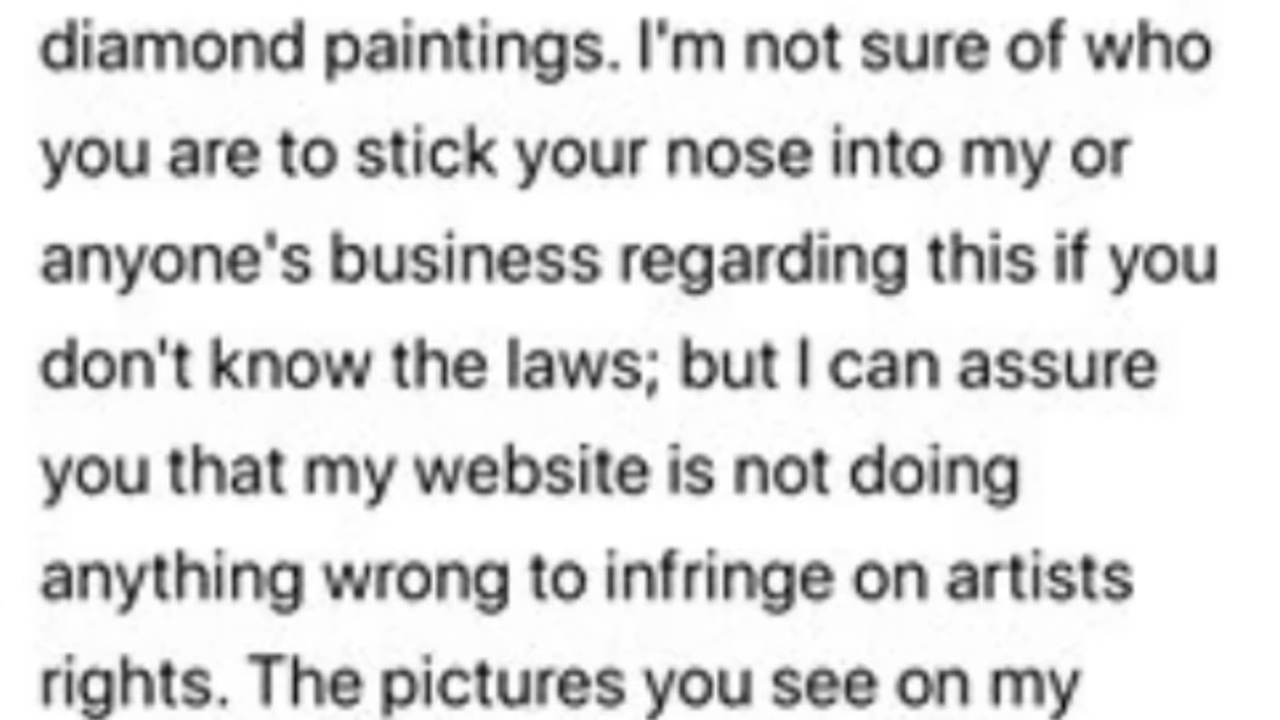 diamond paintings. I'm not sure of who
you are to stick your nose into my or
anyone's business regarding this if you
don't know the laws; but I can assure
you that my website is not doing
anything wrong to infringe on artists
rights. The pictures you see on my